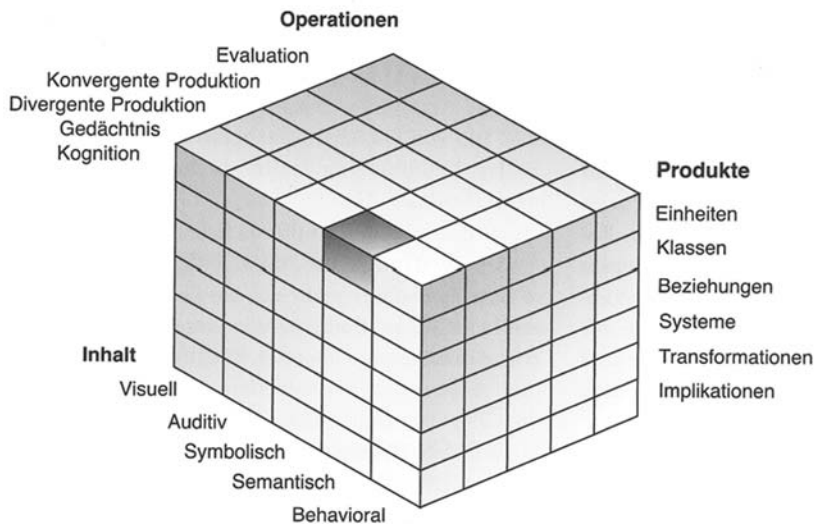 Operationen
Evaluation
Konvergente Produktion
Divergente Produktion
Gedächtnis
Kognition
Produkte
Einheiten
Klassen
Beziehungen
Systeme
Transformationen
Implikationen
Inhalt
Visuell
Auditiv
Symbolisch
Semantisch
Behavioral